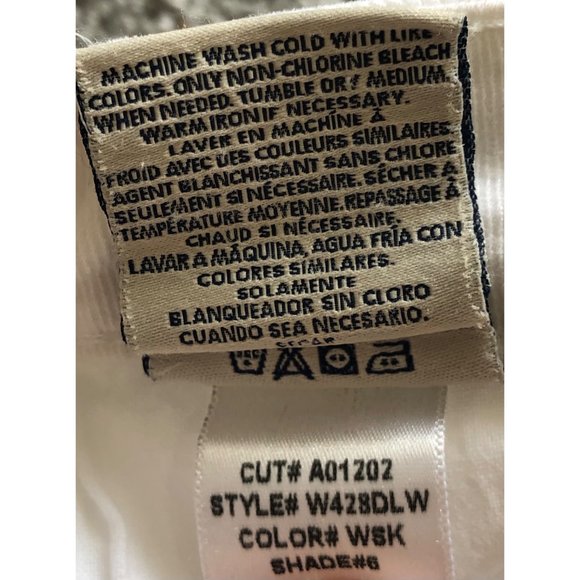 MACHINE WASH COLD WITH LIKE
COLORS. ONLY NON-CHLORINE BLEACH
WHEN NEEDED. TUMBLE DRY MEDIUM.
WARM IRON IF NECESSARY.
LAVER EN MACHINE À
FROID AVEC DES COULEURS SIMILAIRES.
AGENT BLANCHISSANT SANS CHLORE
SEULEMENT SI NÉCESSAIRE. SÉCHER À
TEMPÉRATURE MOYENNE. REPASSAGE À
CHAUD SI NÉCESSAIRE.
LAVAR A MÁQUINA, AGUA FRÍA CON
COLORES SIMILARES.
SOLAMENTE
BLANQUEADOR SIN CLORO
CUANDO SEA NECESARIO.
SECAR
CUT# A01202
STYLE# W428DLW
COLOR# WSK
SHADE#6